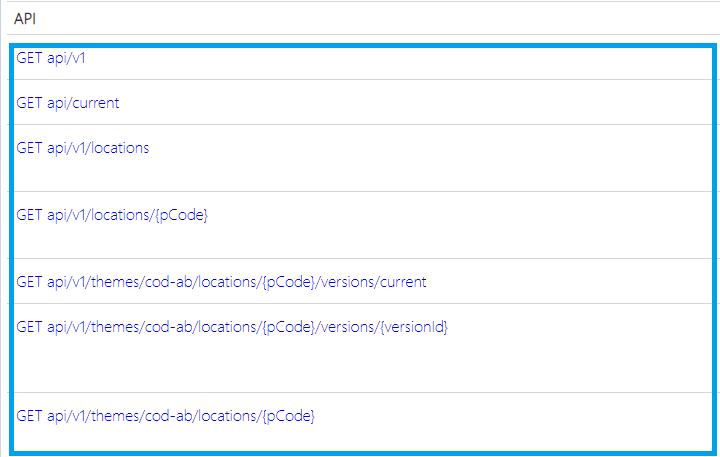 API
GET api/v1
GET api/current
GET api/v1/locations
GET api/v1/locations/{pCode}
GET api/v1/themes/cod-ab/locations/{pCode}/versions/current
GET api/v1/themes/cod-ab/locations/{pCode}/versions/{versionId}
GET api/v1/themes/cod-ab/locations/{pCode}